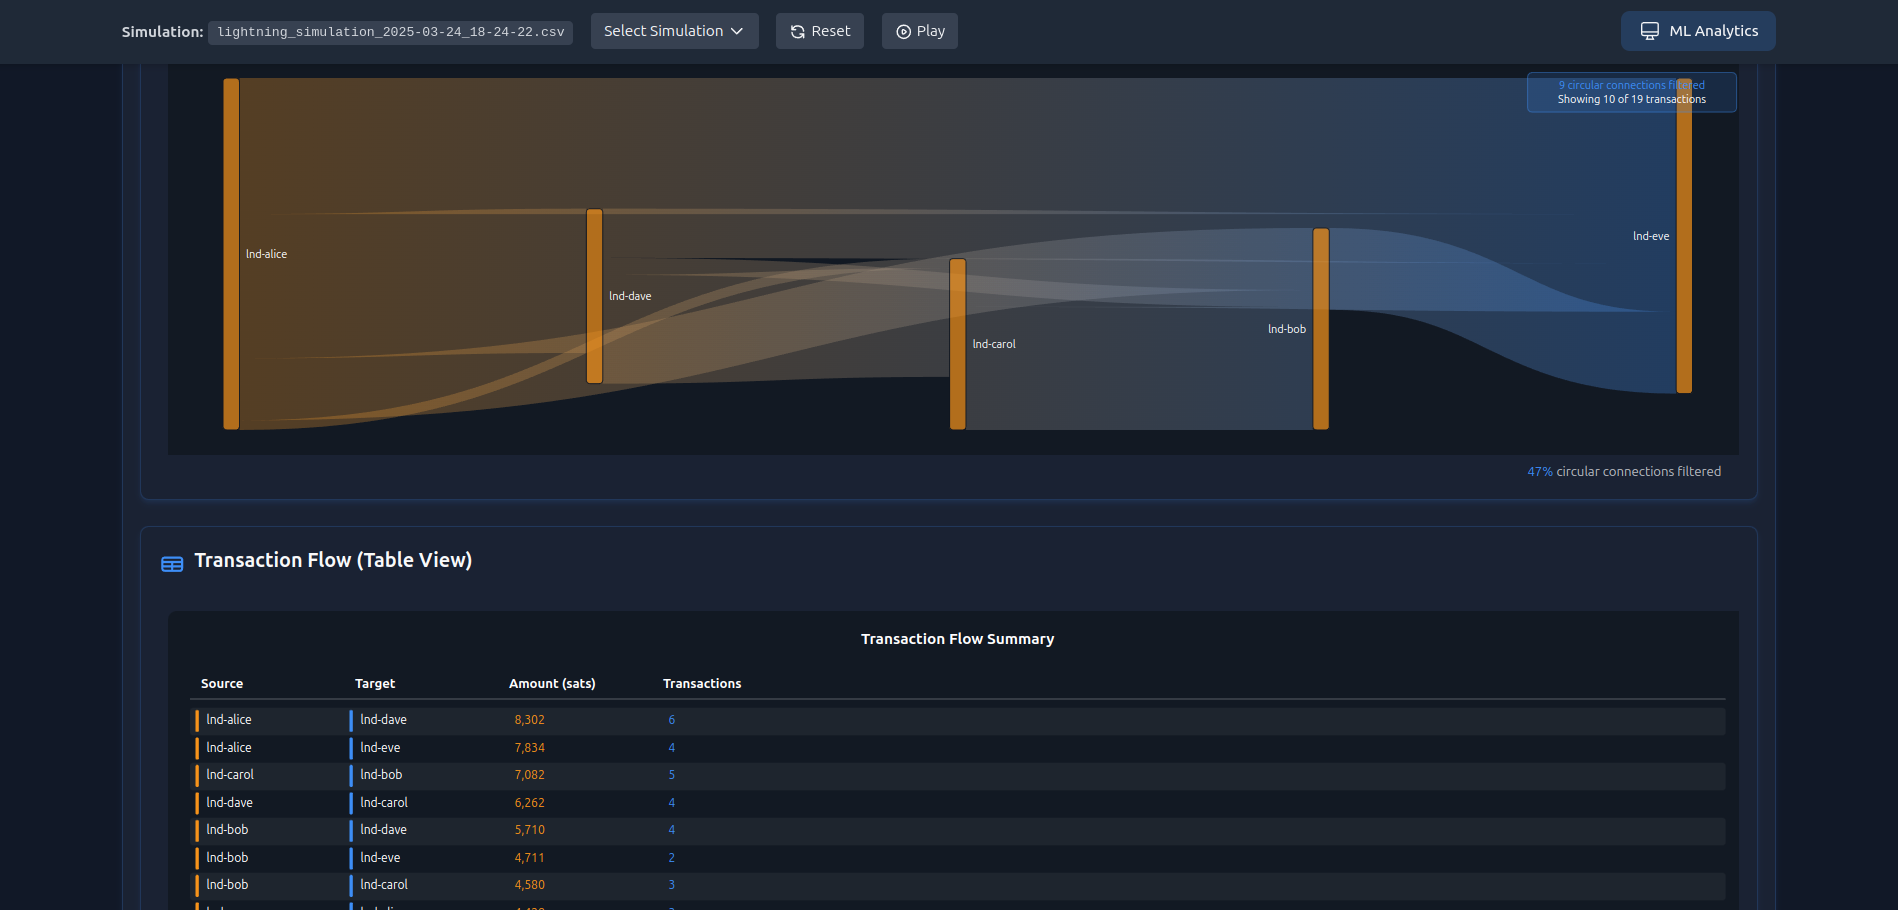 Simulation: lightning_simulation_2025-03-24_18-24-22.csv Select Simulation Reset Play ML Analytics
9 circular connections filtered
Showing 10 of 19 transactions
lnd-eve
lnd-alice
lnd-dave
lnd-bob
lnd-carol
47% circular connections filtered
Transaction Flow (Table View)
Transaction Flow Summary
Source Target Amount (sats) Transactions
lnd-alice lnd-dave 8,302 6
lnd-alice lnd-eve 7,834 4
lnd-carol lnd-bob 7,082 5
lnd-dave lnd-carol 6,262 4
lnd-bob lnd-dave 5,710 4
lnd-bob lnd-eve 4,711 2
lnd-bob lnd-carol 4,580 3